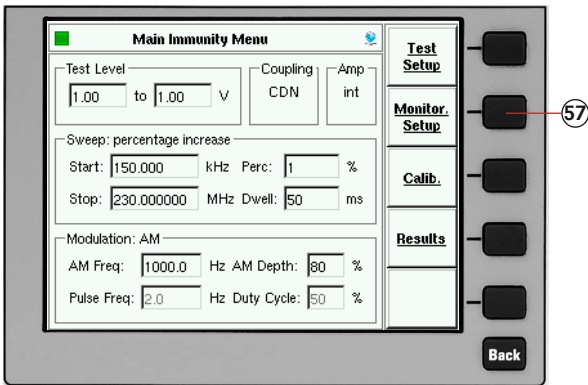 Main Immunity Menu
Test Level
1.00 to 1.00 V
Coupling
CDN
Amp
int
Sweep: percentage increase
Start: 150.000 kHz Perc: 1 %
Stop: 230.000000 MHz Dwell: 50 ms
Modulation: AM
AM Freq: 1000.0 Hz AM Depth: 80 %
Pulse Freq: 2.0 Hz Duty Cycle: 50 %
Test
Setup
Monitor.
Setup
Calib.
Results
Back
57